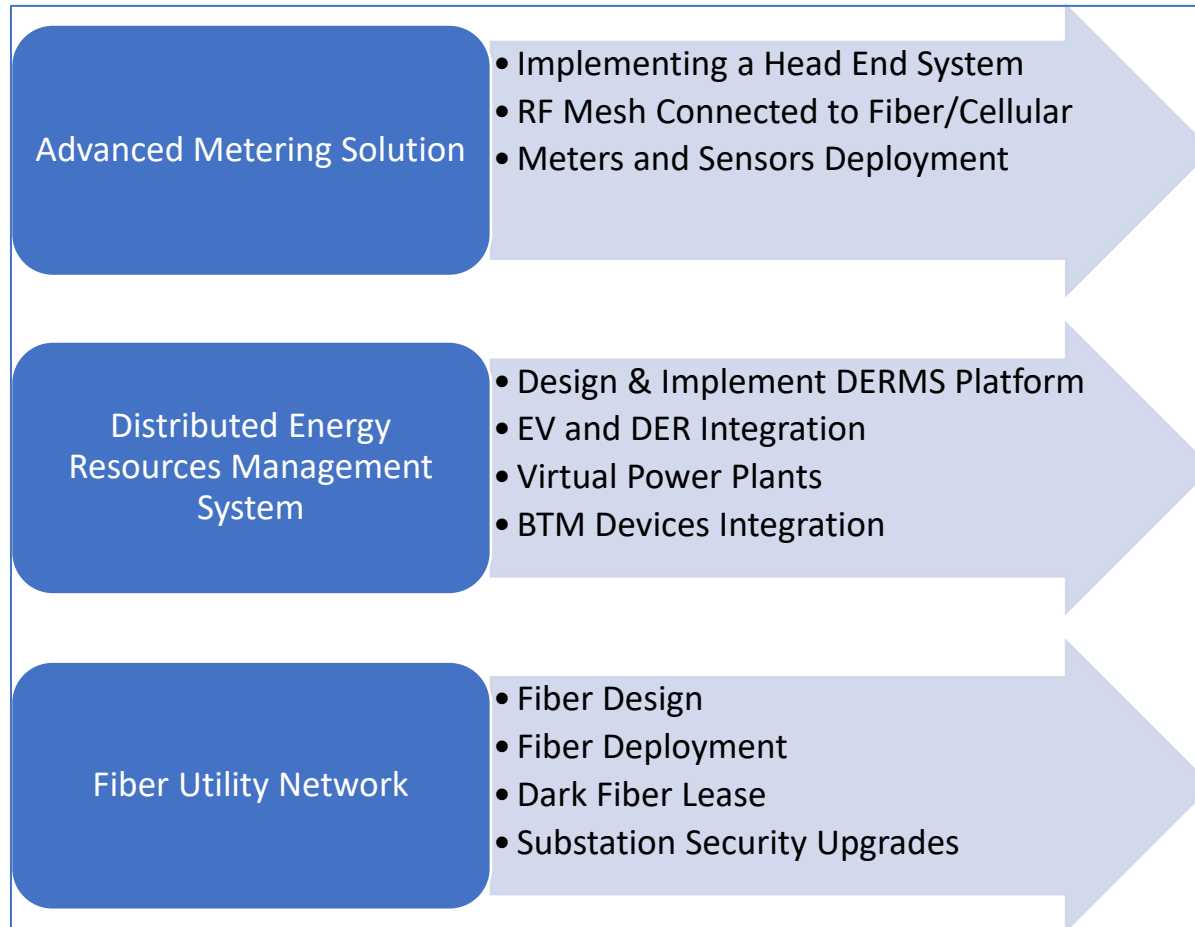 Advanced Metering Solution
• Implementing a Head End System
• RF Mesh Connected to Fiber/Cellular
• Meters and Sensors Deployment
Distributed Energy
Resources Management
System
• Design & Implement DERMS Platform
• EV and DER Integration
• Virtual Power Plants
• BTM Devices Integration
Fiber Utility Network
• Fiber Design
• Fiber Deployment
• Dark Fiber Lease
• Substation Security Upgrades